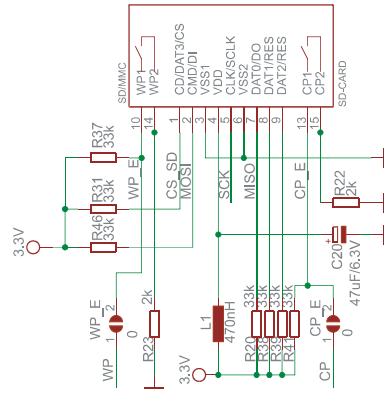 SD/MMC
WP1
WP2
CD/DAT3/CS
CMD/DI
VSS1
VDD
CLK/SCLK
VSS2
DAT0/DO
DAT1/RES
DAT2/RES
CP1
CP2
SD-CARD
10
14
1
2
3
4
5
6
7
8
9
13
15
R37
33k
R31
33k
R46
33k
3.3V
WP_E
CS_SD
MOSI
SCK
MISO
CP_E
R22
2k
C20
+
47uF/6.3V
WP_E
1
2
0
WP
R23
2k
L1
470nH
3.3V
R20
33k
R38
33k
R39
33k
R41
33k
CP_E
1
2
0
CP